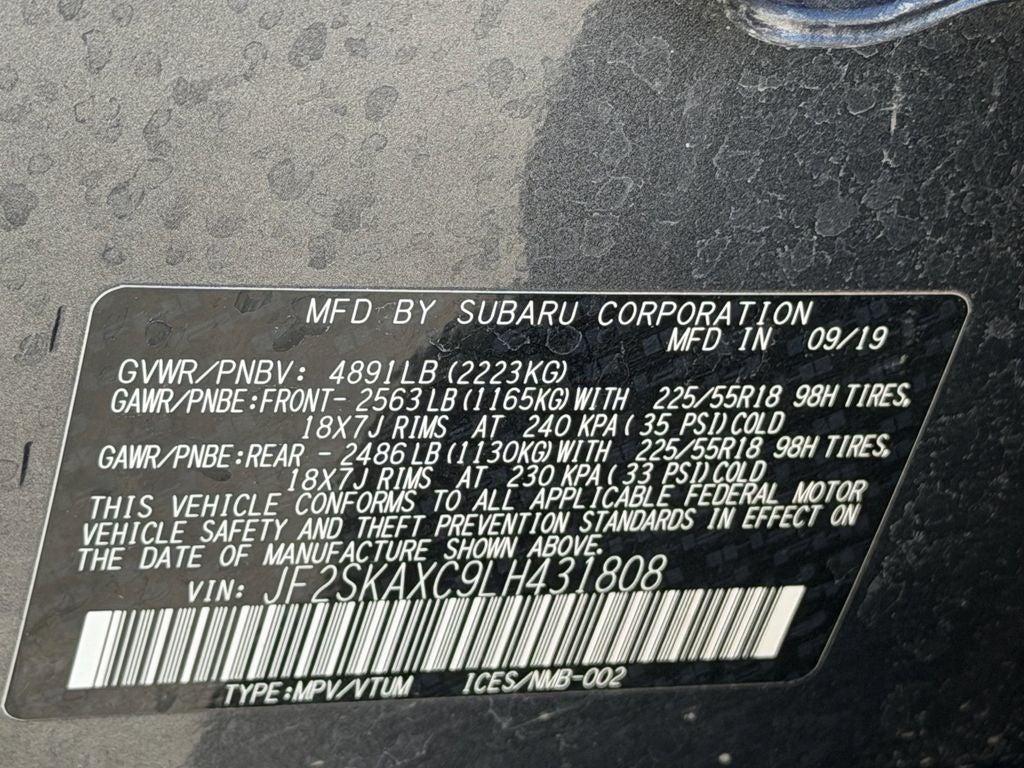 MFD BY SUBARU CORPORATION
MFD IN 09/19
GVWR/PNBV: 4891LB (2223KG)
GAWR/PNBE:FRONT- 2563 LB (1165KG) WITH 225/55R18 98H TIRES,
18X7J RIMS AT 240 KPA ( 35 PSI) COLD
GAWR/PNBE:REAR - 2486 LB (1130KG) WITH 225/55R18 98H TIRES,
18X7J RIMS AT 230 KPA ( 33 PSI) COLD
THIS VEHICLE CONFORMS TO ALL APPLICABLE FEDERAL MOTOR
VEHICLE SAFETY AND THEFT PREVENTION STANDARDS IN EFFECT ON
THE DATE OF MANUFACTURE SHOWN ABOVE.
VIN: JF2SKAXC9LH431808
TYPE:MPV/VTUM ICES/NMB-002